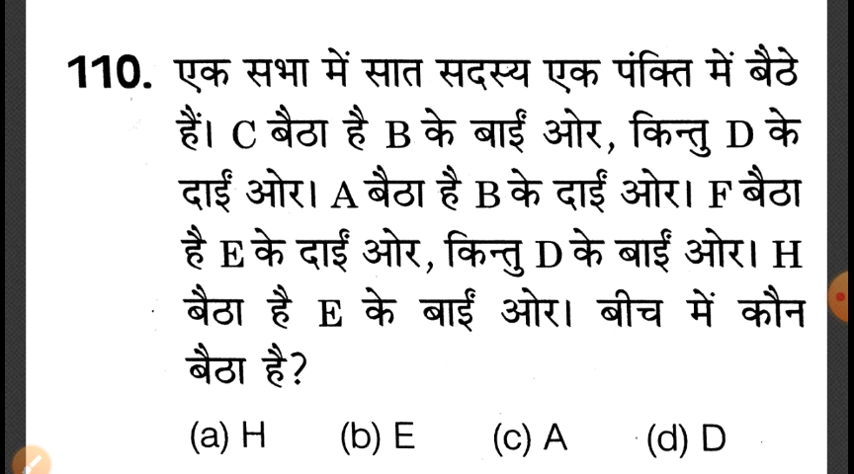 110. एक सभा में सात सदस्य एक पंक्ति में बैठे
हैं। C बैठा है B के बाईं ओर, किन्तु D के
दाईं ओर। A बैठा है B के दाईं ओर। F बैठा
है E के दाईं ओर, किन्तु D के बाईं ओर। H
बैठा है E के बाईं ओर। बीच में कौन
बैठा है?
(a) H (b) E (c) A (d) D